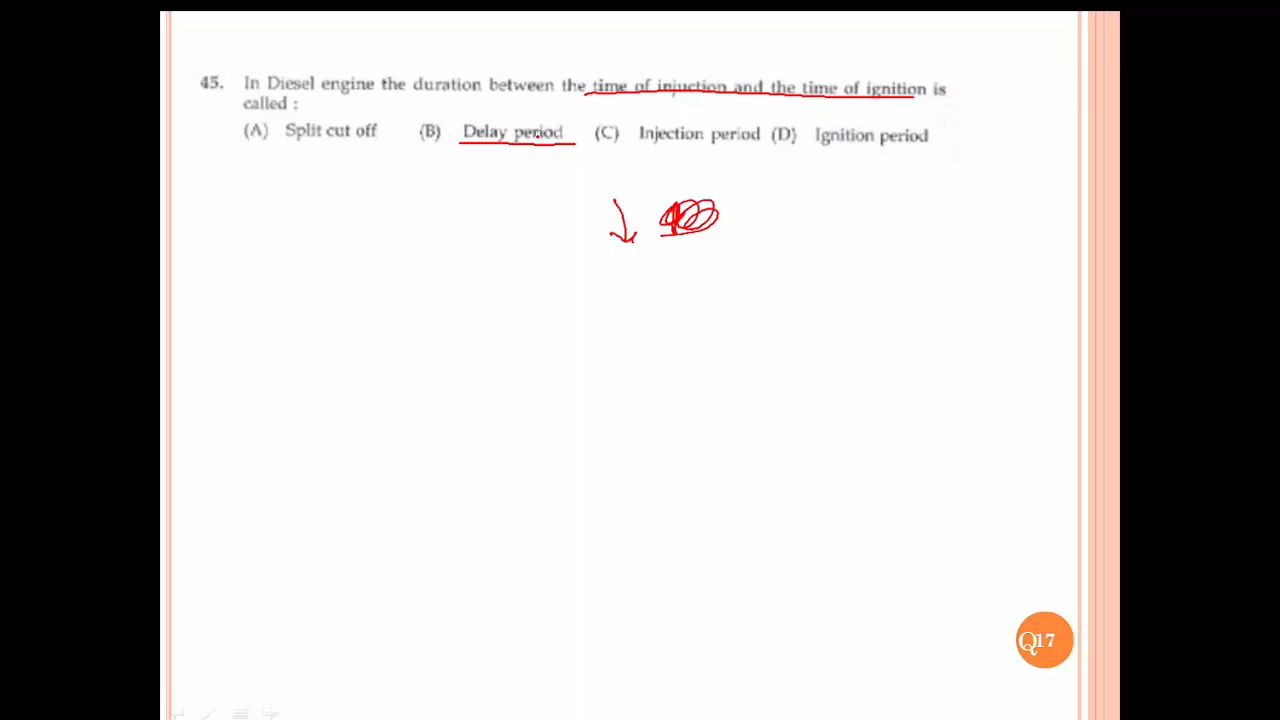 45. In Diesel engine the duration between the time of injuction and the time of ignition is
called :
(A) Split cut off (B) Delay period (C) Injection period (D) Ignition period
Q17